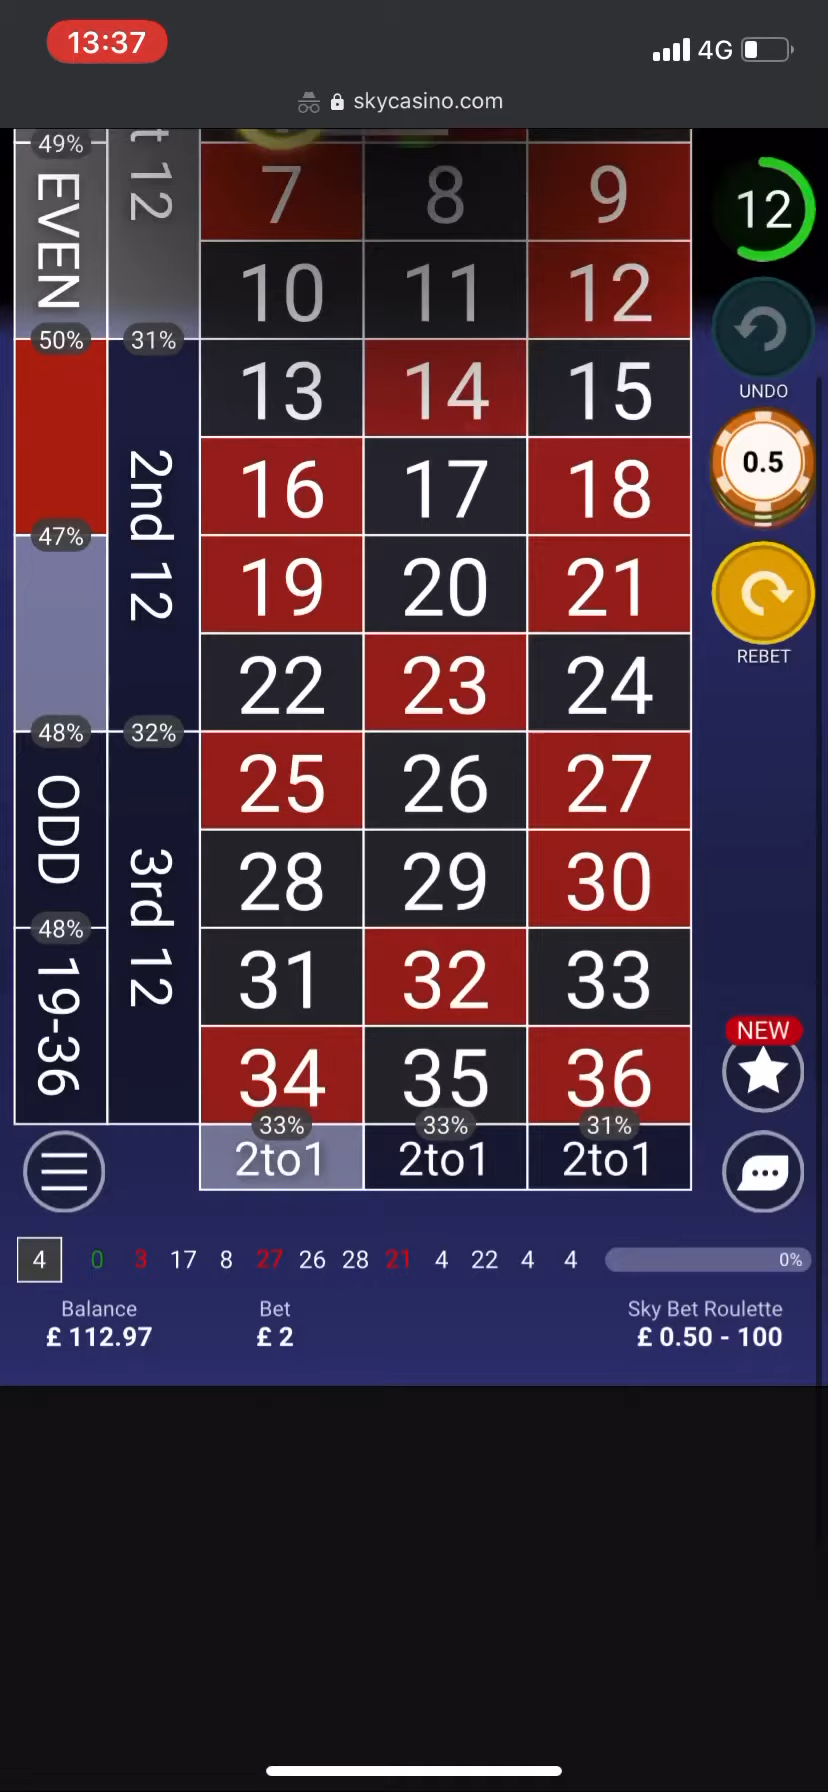 13:37 4G
skycasino.com
49% t 12
EVEN 7 8 9 12
10 11 12
50% 31%
13 14 15 UNDO
2nd 12 16 17 18 0.5
47%
19 20 21
22 23 24 REBET
48% 32%
ODD 25 26 27
3rd 12 28 29 30
48%
19-36 31 32 33
NEW
34 35 36
33% 33% 31%
2to1 2to1 2to1
4 0 3 17 8 27 26 28 21 4 22 4 4 0%
Balance Bet Sky Bet Roulette
£ 112.97 £ 2 £ 0.50 - 100